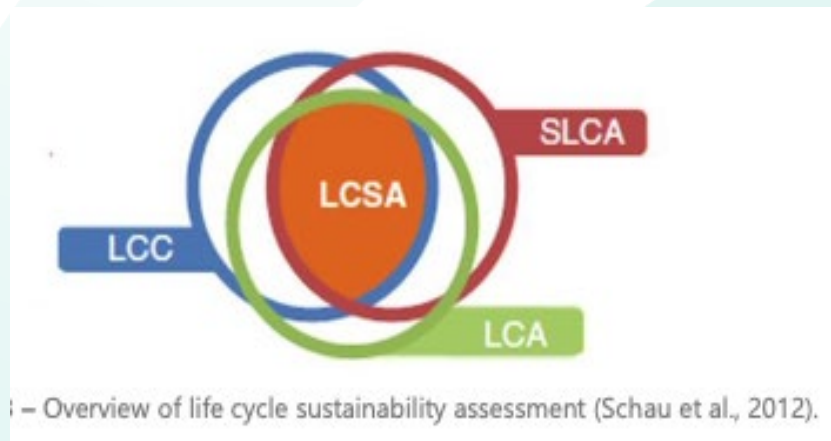 SLCA
LCSA
LCC
LCA
– Overview of life cycle sustainability assessment (Schau et al., 2012).